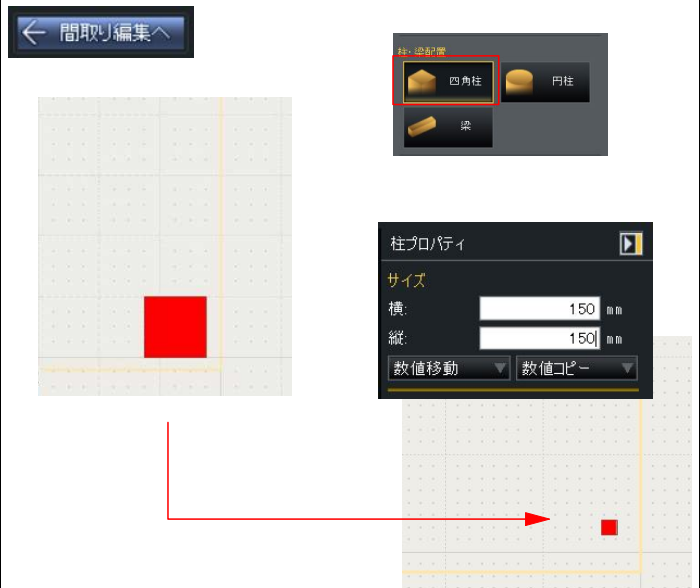 ← 間取り編集へ
柱・梁配置
四角柱
円柱
梁
柱プロパティ
サイズ
横: 150 mm
縦: 150 mm
数値移動 数値コピー